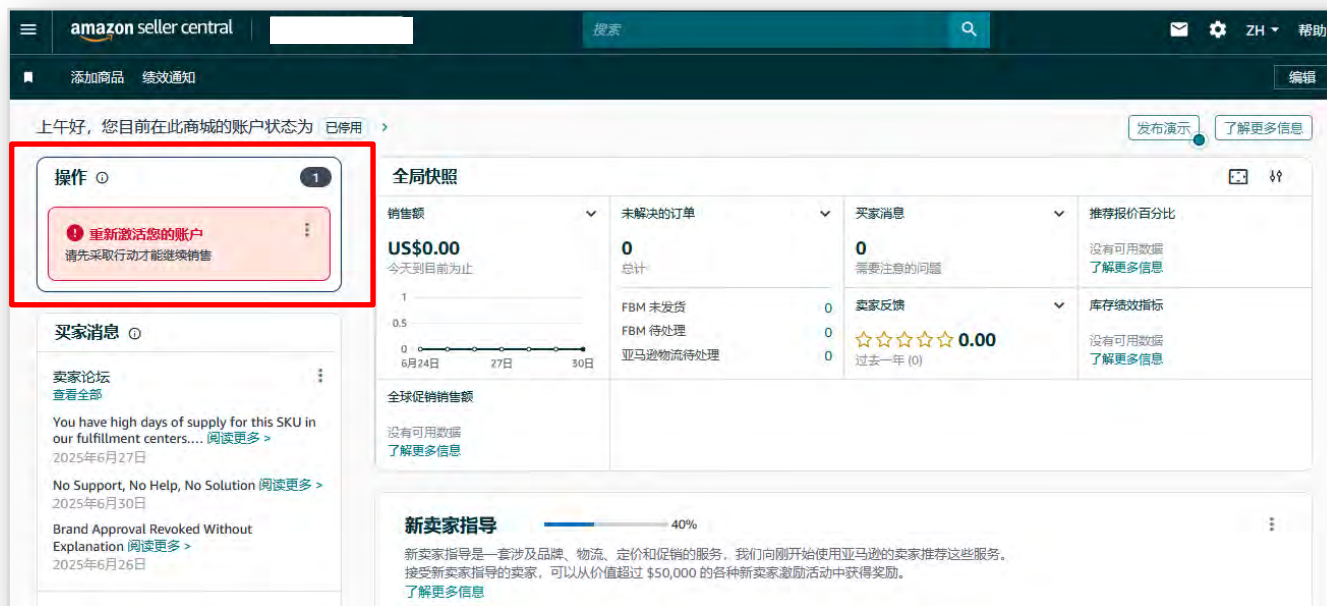 amazon seller central
搜索
ZH
帮助
添加商品 绩效通知
编辑
上午好，您目前在此商城的账户状态为 已停用 >
发布演示
了解更多信息
操作
1
重新激活您的账户
请先采取行动才能继续销售
买家消息
卖家论坛
查看全部
You have high days of supply for this SKU in
our fulfillment centers.... 阅读更多 >
2025年6月27日
No Support, No Help, No Solution 阅读更多 >
2025年6月30日
Brand Approval Revoked Without
Explanation 阅读更多 >
2025年6月26日
全局快照
销售额
US$0.00
今天到目前为止
1
0.5
0
6月24日 27日 30日
未解决的订单
0
总计
FBM 未发货 0
FBM 待处理 0
亚马逊物流待处理 0
买家消息
0
需要注意的问题
卖家反馈
0.00
过去一年 (0)
推荐报价百分比
没有可用数据
了解更多信息
库存绩效指标
没有可用数据
了解更多信息
全球促销销售额
没有可用数据
了解更多信息
新卖家指导 40%
新卖家指导是一套涉及品牌、物流、定价和促销的服务，我们向刚开始使用亚马逊的卖家推荐这些服务。
接受新卖家指导的卖家，可以从价值超过 $50,000 的各种新卖家激励活动中获得奖励。
了解更多信息